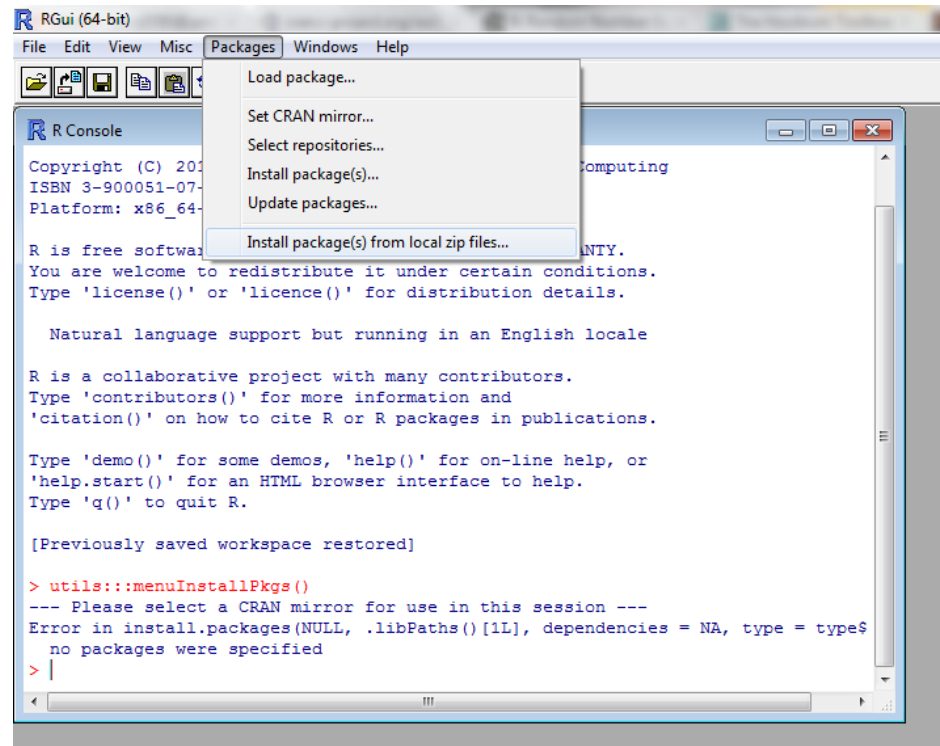 RGui (64-bit)
File Edit View Misc Packages Windows Help
Load package...
Set CRAN mirror...
Select repositories...
Install package(s)...
Update packages...
Install package(s) from local zip files...
R Console
Copyright (C) 201 Computing
ISBN 3-900051-07-
Platform: x86_64-
R is free softwar NTY.
You are welcome to redistribute it under certain conditions.
Type 'license()' or 'licence()' for distribution details.
Natural language support but running in an English locale
R is a collaborative project with many contributors.
Type 'contributors()' for more information and
'citation()' on how to cite R or R packages in publications.
Type 'demo()' for some demos, 'help()' for on-line help, or
'help.start()' for an HTML browser interface to help.
Type 'q()' to quit R.
[Previously saved workspace restored]
> utils:::menuInstallPkgs()
--- Please select a CRAN mirror for use in this session ---
Error in install.packages(NULL, .libPaths()[1L], dependencies = NA, type = type$
no packages were specified
>